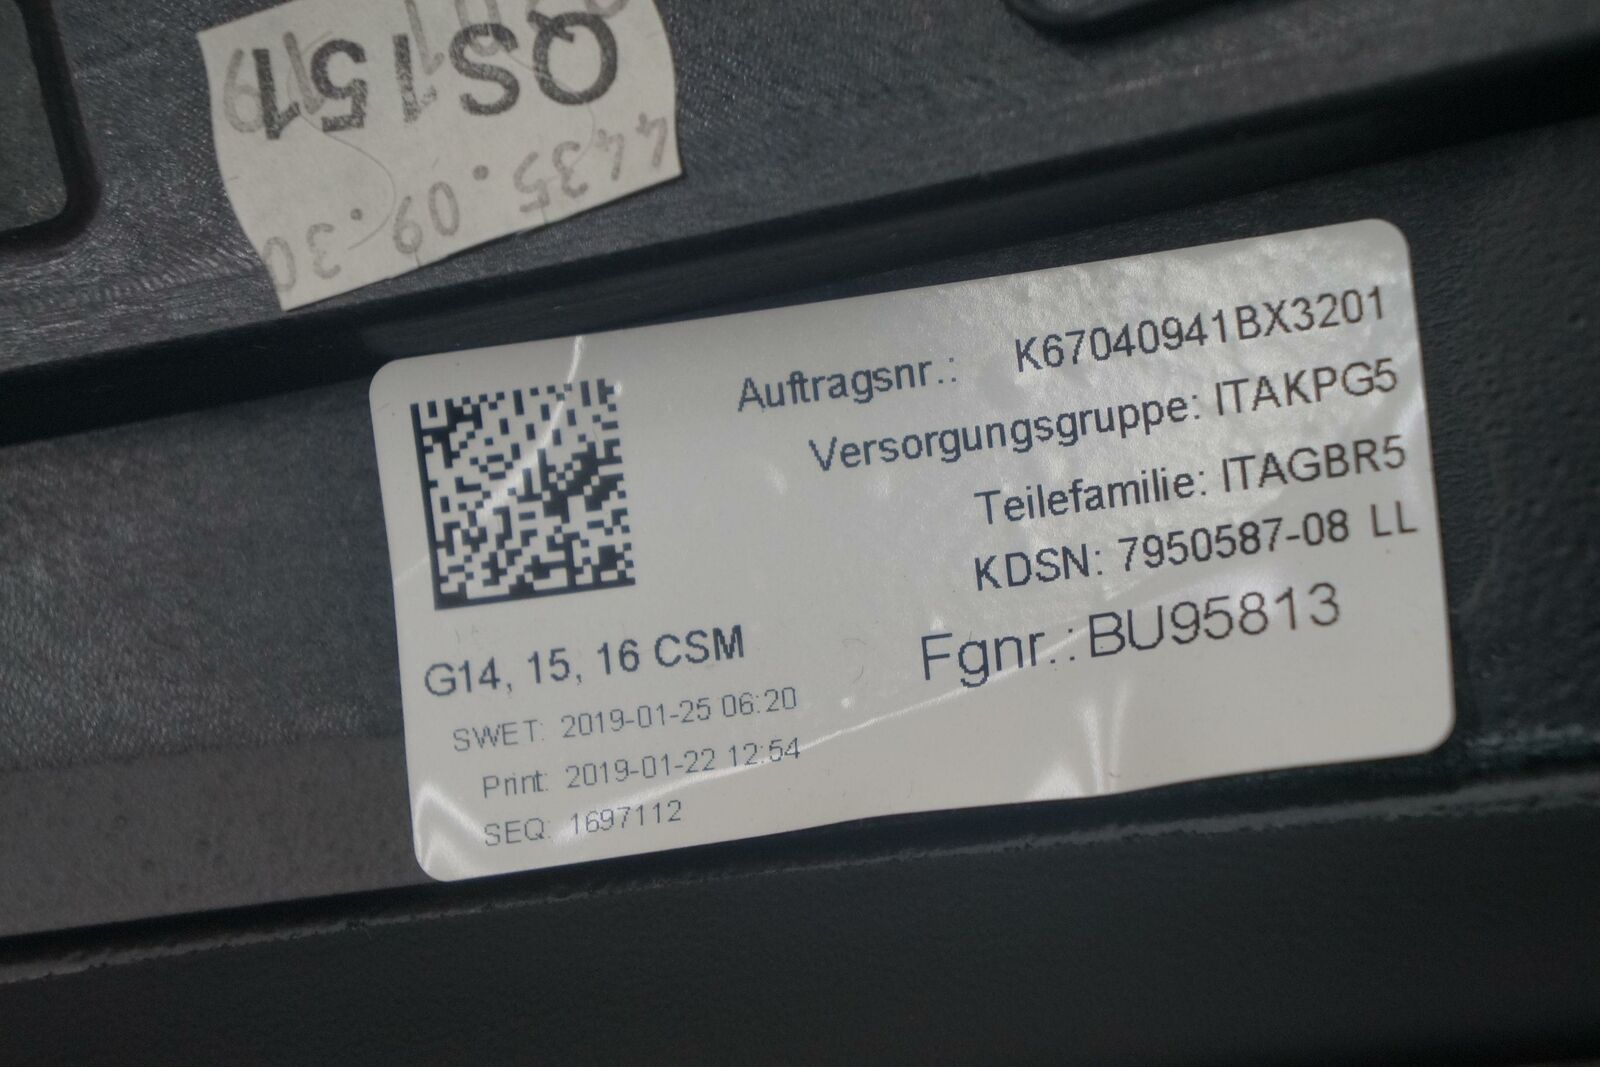 QS1511
4435.09.30
Auftragsnr.: K67040941BX3201
Versorgungsgruppe: ITAKPG5
Teilefamilie: ITAGBR5
KDSN: 7950587-08 LL
Fgnr.: BU95813
G14, 15, 16 CSM
SWET: 2019-01-25 06:20
Print: 2019-01-22 12:54
SEQ: 1697112